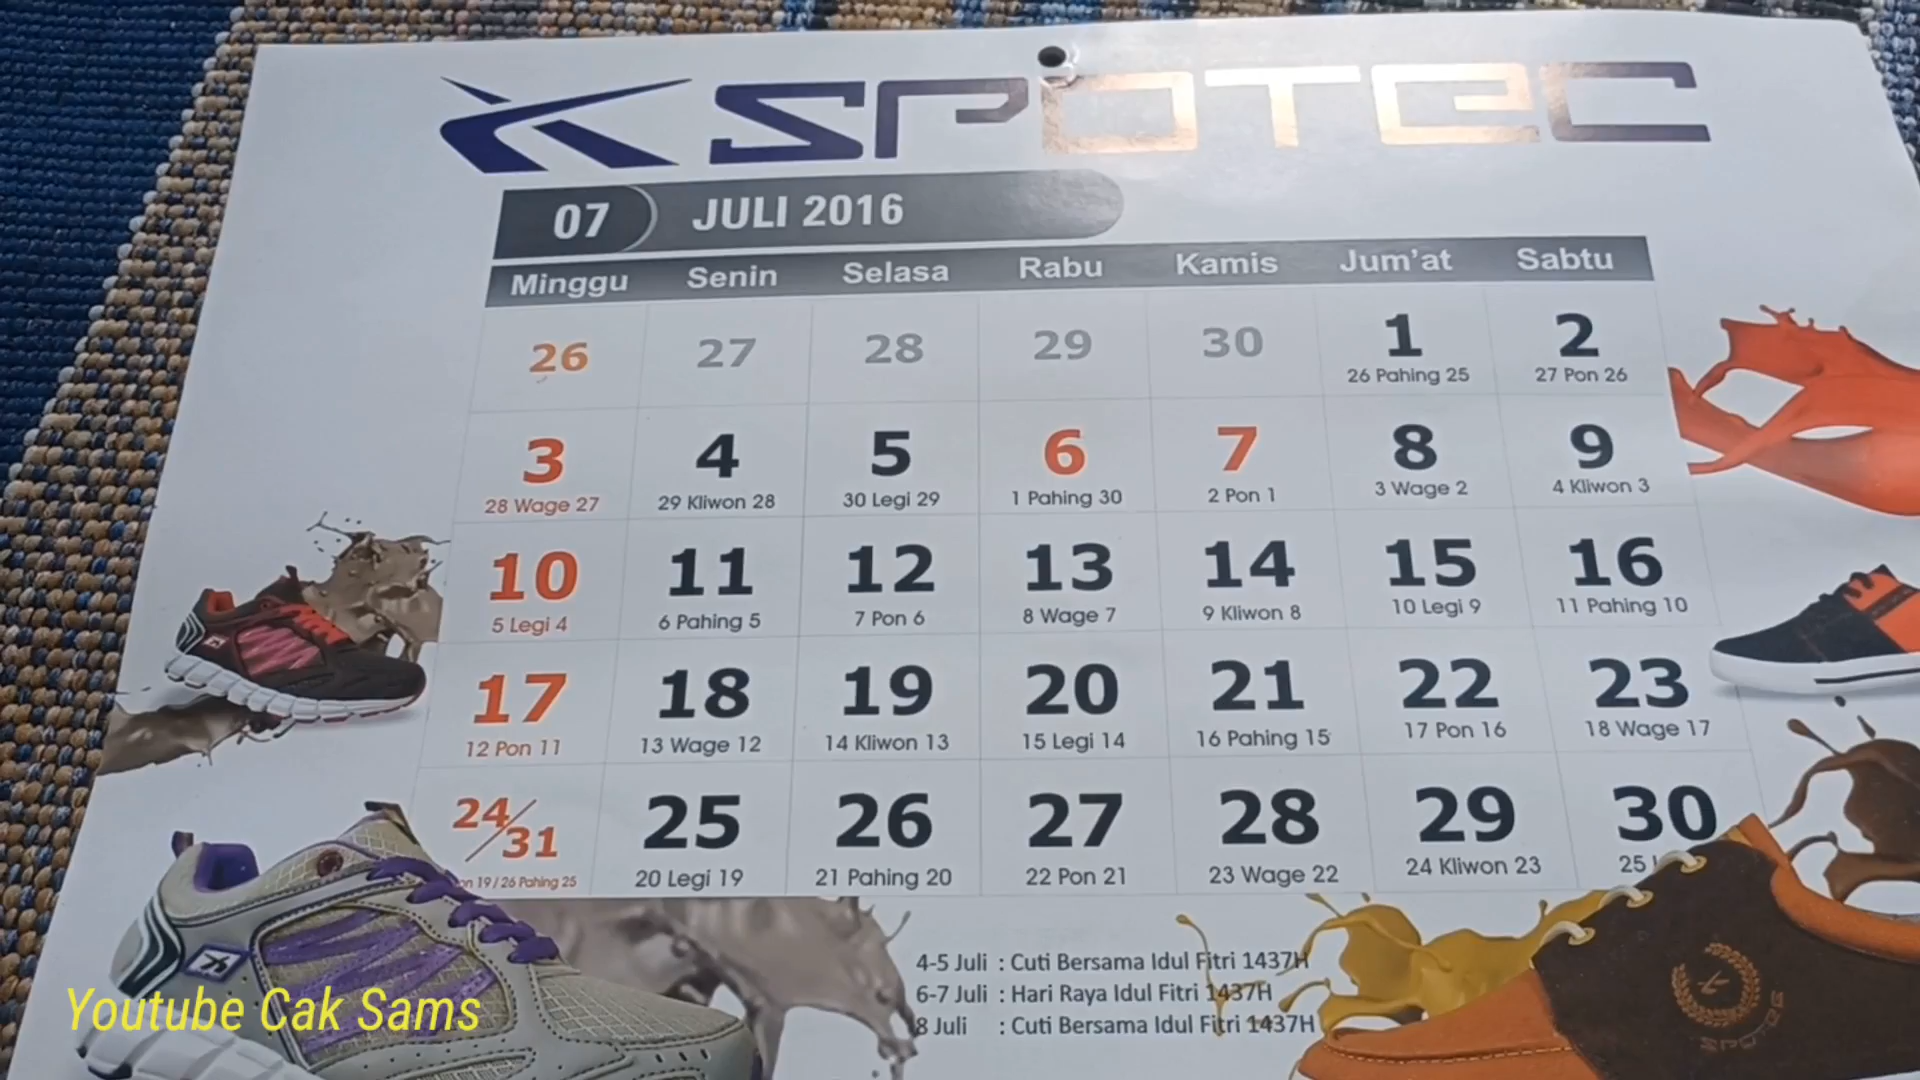 SPOTEC
07 JULI 2016
Minggu Senin Selasa Rabu Kamis Jum'at Sabtu
26 27 28 29 30 1 2
26 Pahing 25 27 Pon 26
3 4 5 6 7 8 9
28 Wage 27 29 Kliwon 28 30 Legi 29 1 Pahing 30 2 Pon 1 3 Wage 2 4 Kliwon 3
10 11 12 13 14 15 16
5 Legi 4 6 Pahing 5 7 Pon 6 8 Wage 7 9 Kliwon 8 10 Legi 9 11 Pahing 10
17 18 19 20 21 22 23
12 Pon 11 13 Wage 12 14 Kliwon 13 15 Legi 14 16 Pahing 15 17 Pon 16 18 Wage 17
24/31 25 26 27 28 29 30
19 / 26 Pahing 25 20 Legi 19 21 Pahing 20 22 Pon 21 23 Wage 22 24 Kliwon 23 25
4-5 Juli : Cuti Bersama Idul Fitri 1437H
6-7 Juli : Hari Raya Idul Fitri 1437H
8 Juli : Cuti Bersama Idul Fitri 1437H
Youtube Cak Sams